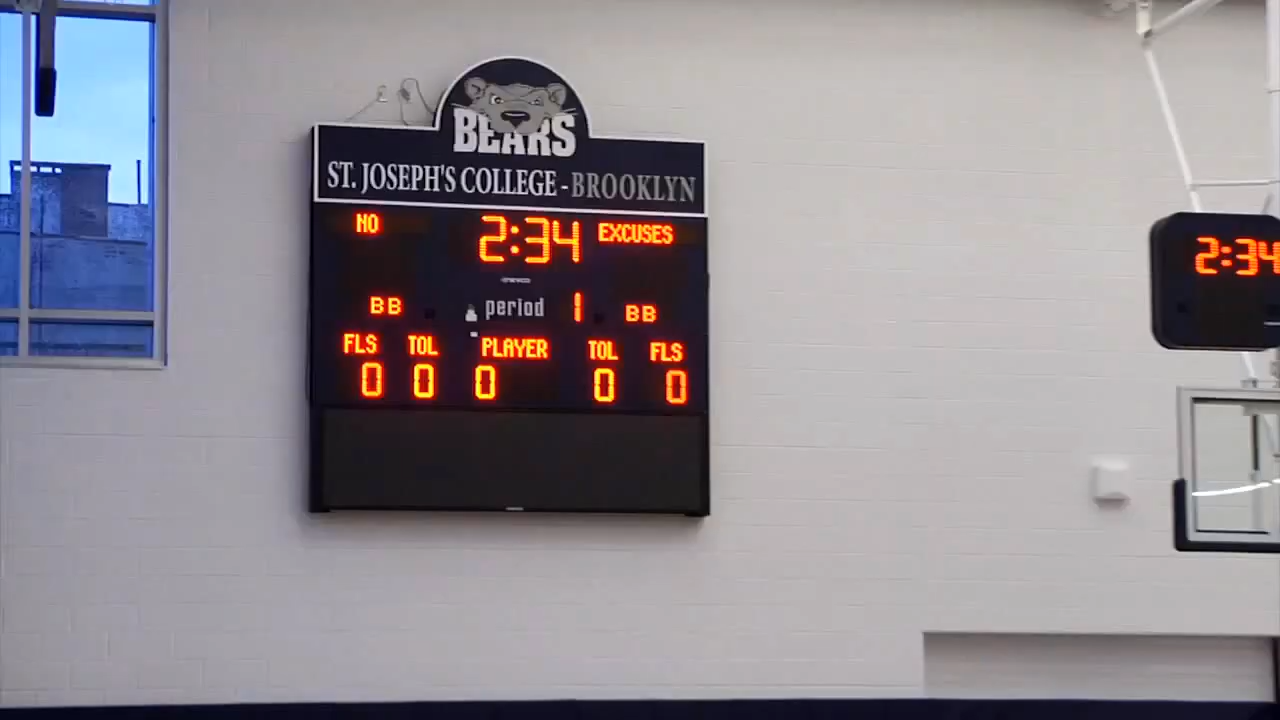 BEARS
ST. JOSEPH'S COLLEGE - BROOKLYN
NO 2:34 EXCUSES
BB period 1 BB
FLS TOL PLAYER TOL FLS
0 0 0 0 0
2:34